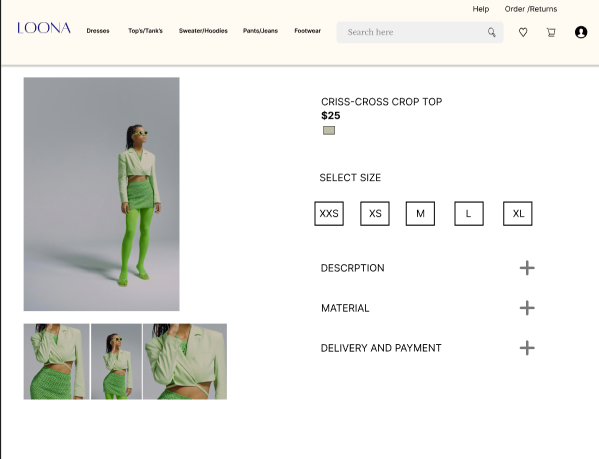 Help Order /Returns
LOONA Dresses Top's/Tank's Sweater/Hoodies Pants/Jeans Footwear Search here
CRISS-CROSS CROP TOP
$25
SELECT SIZE
XXS XS M L XL
DESCRPTION
MATERIAL
DELIVERY AND PAYMENT